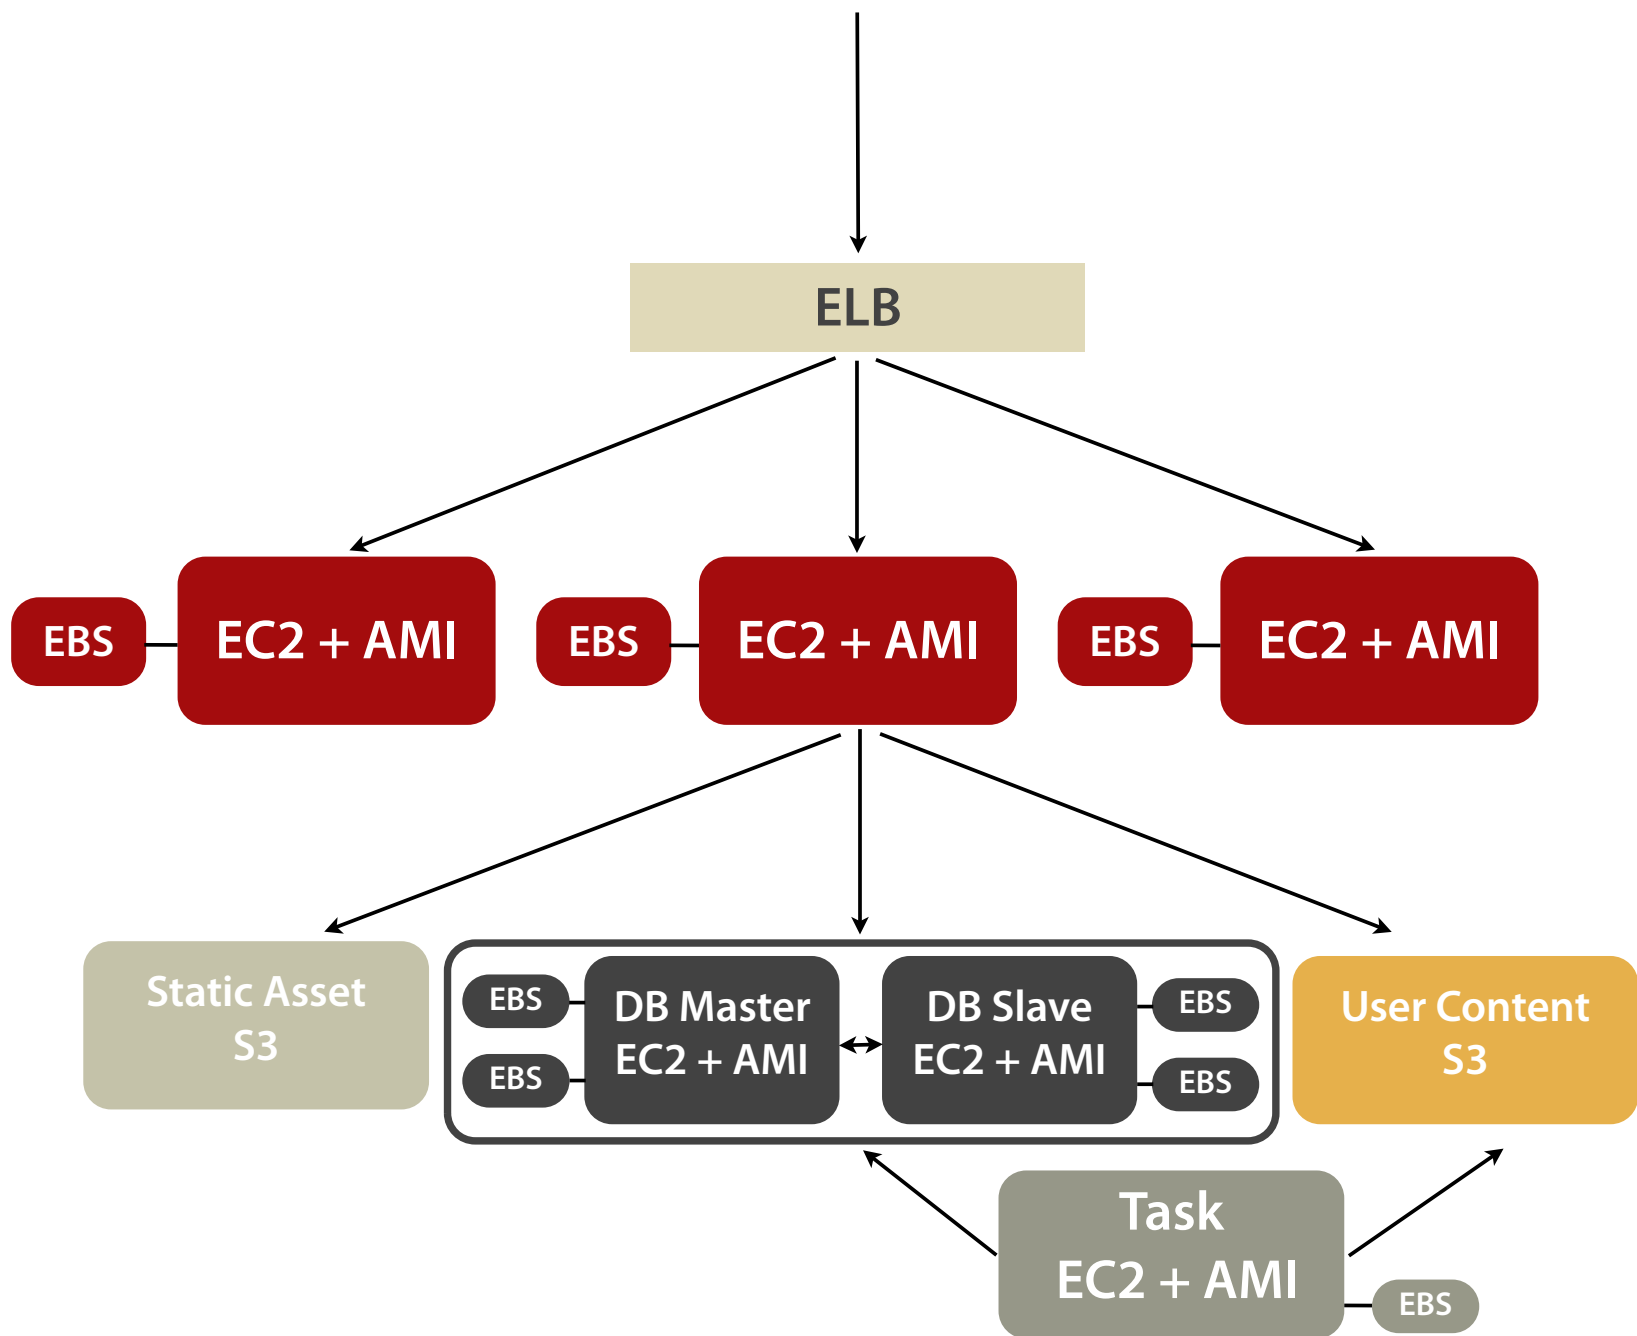 ELB
EBS
EC2 + AMI
EBS
EC2 + AMI
EBS
EC2 + AMI
Static Asset
S3
EBS
EBS
DB Master
EC2 + AMI
DB Slave
EC2 + AMI
EBS
EBS
User Content
S3
Task
EC2 + AMI
EBS